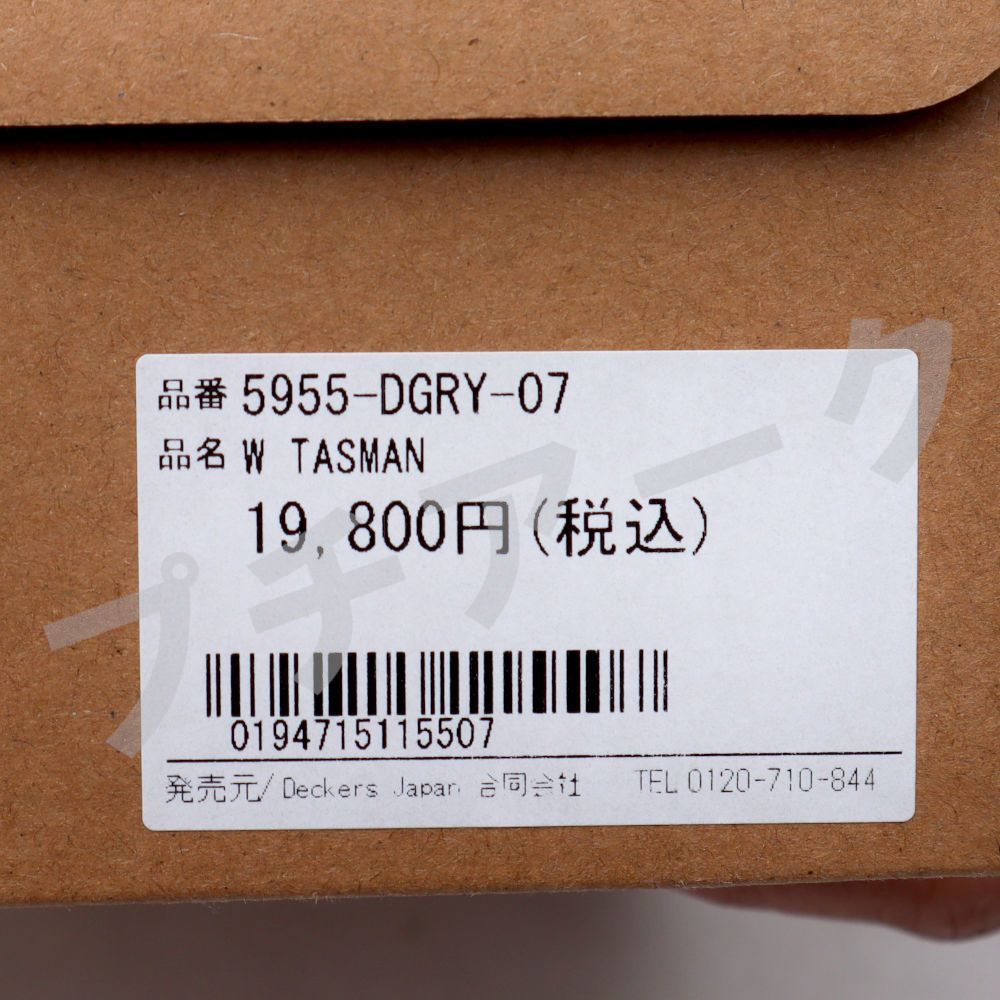 品番 5955-DGRY-07
品名 W TASMAN
19,800円(税込)
0194715115507
発売元/Deckers Japan 合同会社 TEL 0120-710-844
プチアーク